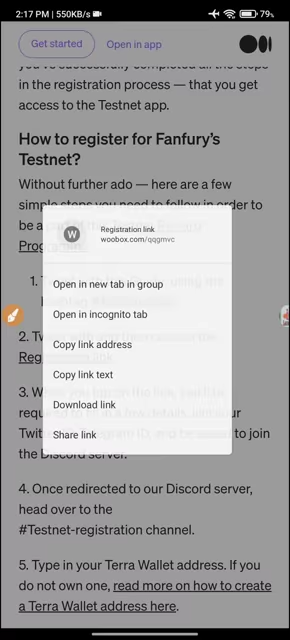 2:17 PM | 550KB/s
79%
Get started
Open in app
you've successfully completed all the steps
in the registration process — that you get
access to the Testnet app.
How to register for Fanfury's
Testnet?
Without further ado — here are a few
simple steps you need to follow in order to
be a
Program
W
Registration link
woobox.com/qqgmvc
Open in new tab in group
Open in incognito tab
Copy link address
Copy link text
Download link
Share link
1.
2.
3.
to join
the Discord server.
4. Once redirected to our Discord server,
head over to the
#Testnet-registration channel.
5. Type in your Terra Wallet address. If you
do not own one, read more on how to create
a Terra Wallet address here.